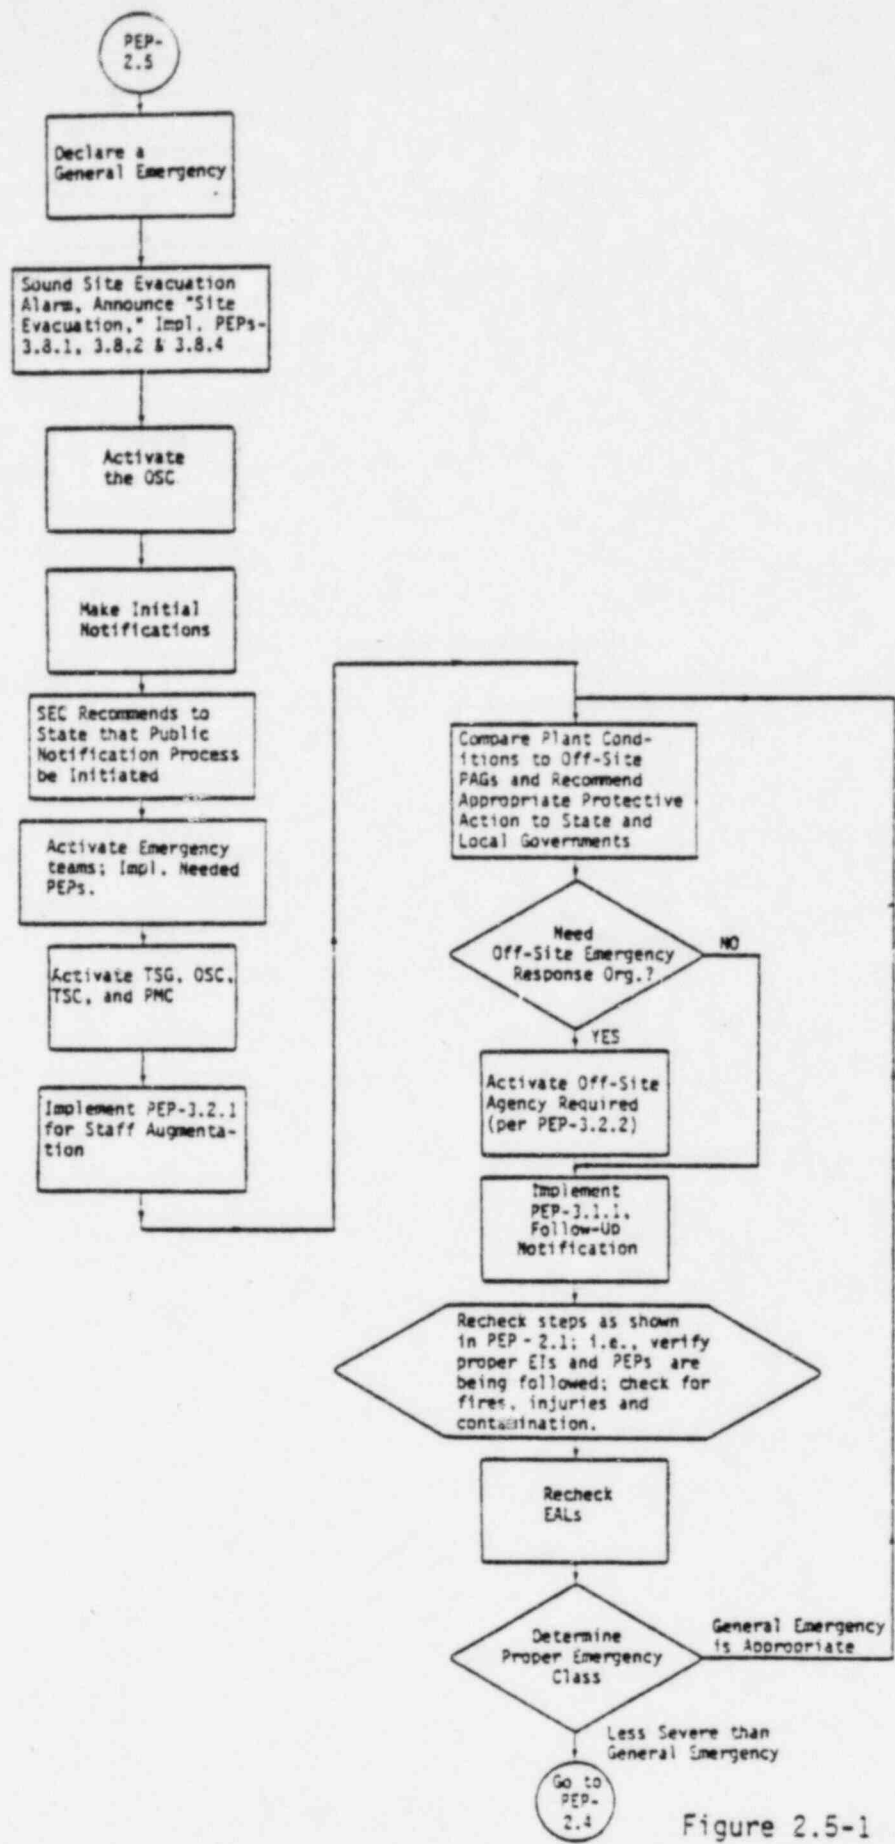 PEP-
2.5
Declare a
General Emergency
Sound Site Evacuation
Alarm, Announce "Site
Evacuation," Impl. PEPs-
3.8.1, 3.8.2 & 3.8.4
Activate
the OSC
Make Initial
Notifications
SEC Recommends to
State that Public
Notification Process
be Initiated
Activate Emergency
teams; Impl. Needed
PEPs.
Activate TSG, OSC,
TSC, and PMC
Implement PEP-3.2.1
for Staff Augmenta-
tion
Compare Plant Cond-
itions to Off-Site
PAGs and Recommend
Appropriate Protective
Action to State and
Local Governments
Need
Off-Site Emergency
Response Org.?
NO
YES
Activate Off-Site
Agency Required
(per PEP-3.2.2)
Implement
PEP-3.1.1,
Follow-Up
Notification
Recheck steps as shown
in PEP-2.1; i.e., verify
proper EIs and PEPs are
being followed; check for
fires, injuries and
contamination.
Recheck
EALs
Determine
Proper Emergency
Class
General Emergency
is Appropriate
Less Severe than
General Emergency
Go to
PEP-
2.4
Figure 2.5-1